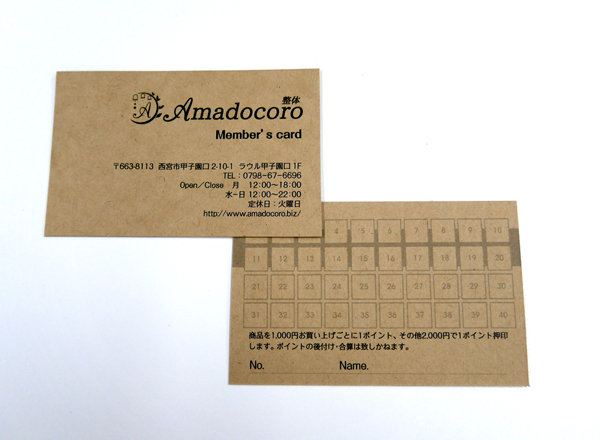 整体
Amadocoro
Member's card
〒663-8113 西宮市甲子園口2-10-1 ラウル甲子園口1F
TEL：0798-67-6696
Open／Close 月 12:00～18:00
水-日 12:00～22:00
定休日：火曜日
http://www.amadocoro.biz/
4 5 6 7 8 9 10
11 12 13 14 15 16 17 18 19 20
21 22 23 24 25 26 27 28 29 30
31 32 33 34 35 36 37 38 39 40
商品を1,000円お買い上げごとに1ポイント、その他2,000円で1ポイント押印
します。ポイントの後付け・合算は致しかねます。
No. Name.